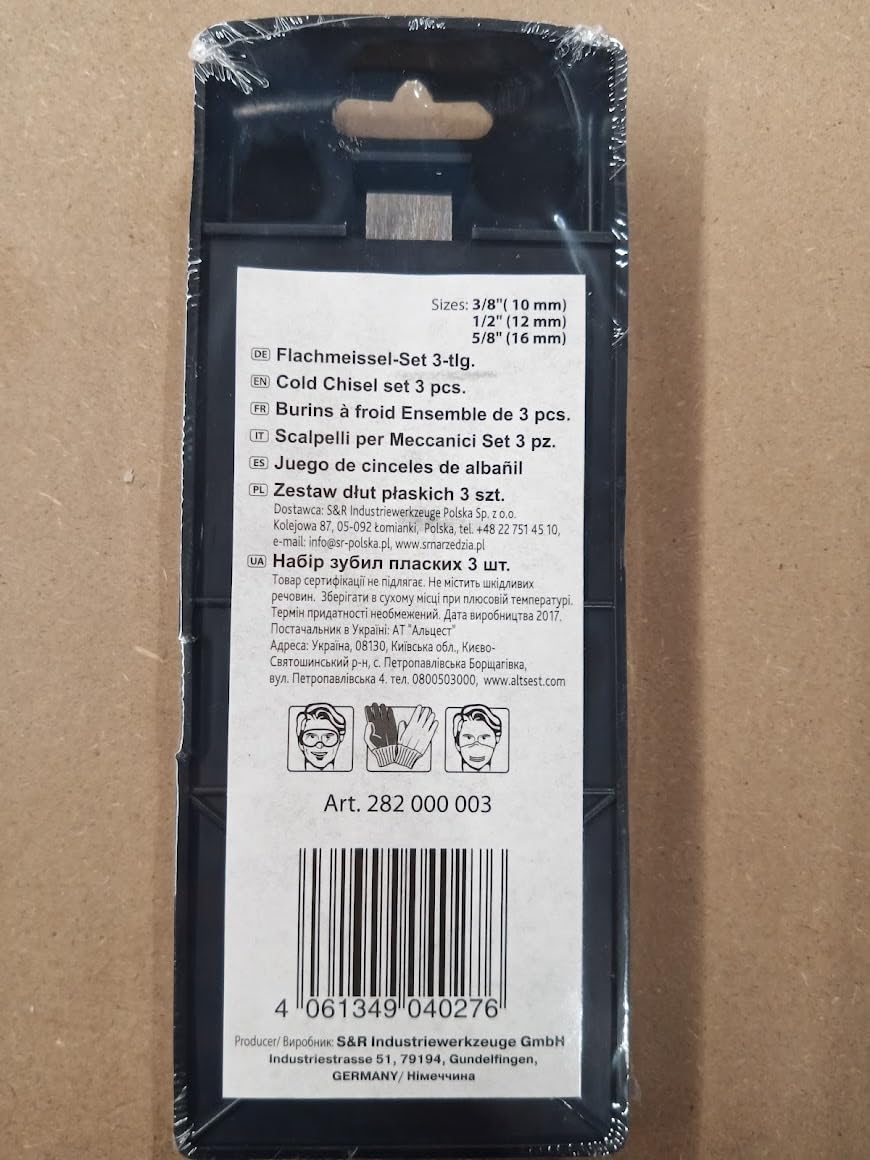 Sizes: 3/8"( 10 mm)
1/2" (12 mm)
5/8" (16 mm)
DE Flachmeissel-Set 3-tlg.
EN Cold Chisel set 3 pcs.
FR Burins à froid Ensemble de 3 pcs.
IT Scalpelli per Meccanici Set 3 pz.
ES Juego de cinceles de albañil
PL Zestaw dłut płaskich 3 szt.
Dostawca: S&R Industriewerkzeuge Polska Sp. z o.o.
Kolejowa 87, 05-092 Łomianki, Polska, tel. +48 22 751 45 10,
e-mail: info@sr-polska.pl, www.srnarzedzia.pl
UA Набір зубил пласких 3 шт.
Товар сертифікації не підлягає. Не містить шкідливих
речовин. Зберігати в сухому місці при плюсовій температурі.
Термін придатності необмежений. Дата виробництва 2017.
Постачальник в Україні: АТ "Альцест"
Адреса: Україна, 08130, Київська обл., Києво-
Святошинський р-н, с. Петропавлівська Борщагівка,
вул. Петропавлівська 4. тел. 0800503000, www.altsest.com
Art. 282 000 003
4 061349 040276
Producer/ Виробник: S&R Industriewerkzeuge GmbH
Industriestrasse 51, 79194, Gundelfingen,
GERMANY/ Німеччина